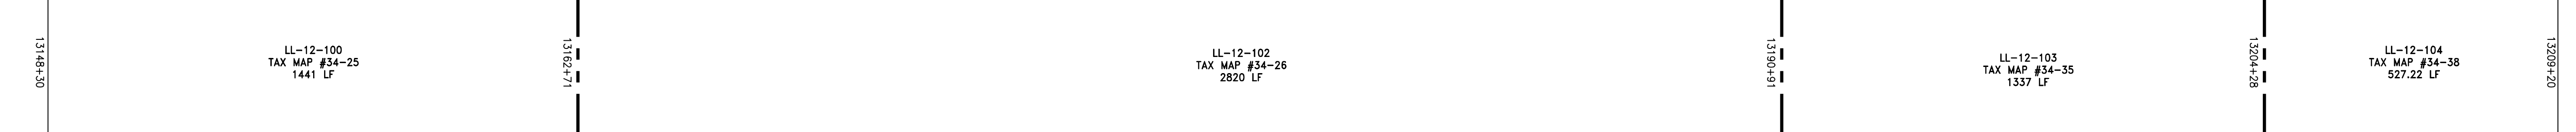 13148+30
LL-12-100
TAX MAP #34-25
1441 LF
13162+71
LL-12-102
TAX MAP #34-26
2820 LF
13190+91
LL-12-103
TAX MAP #34-35
1337 LF
13204+28
LL-12-104
TAX MAP #34-38
527.22 LF
13209+20